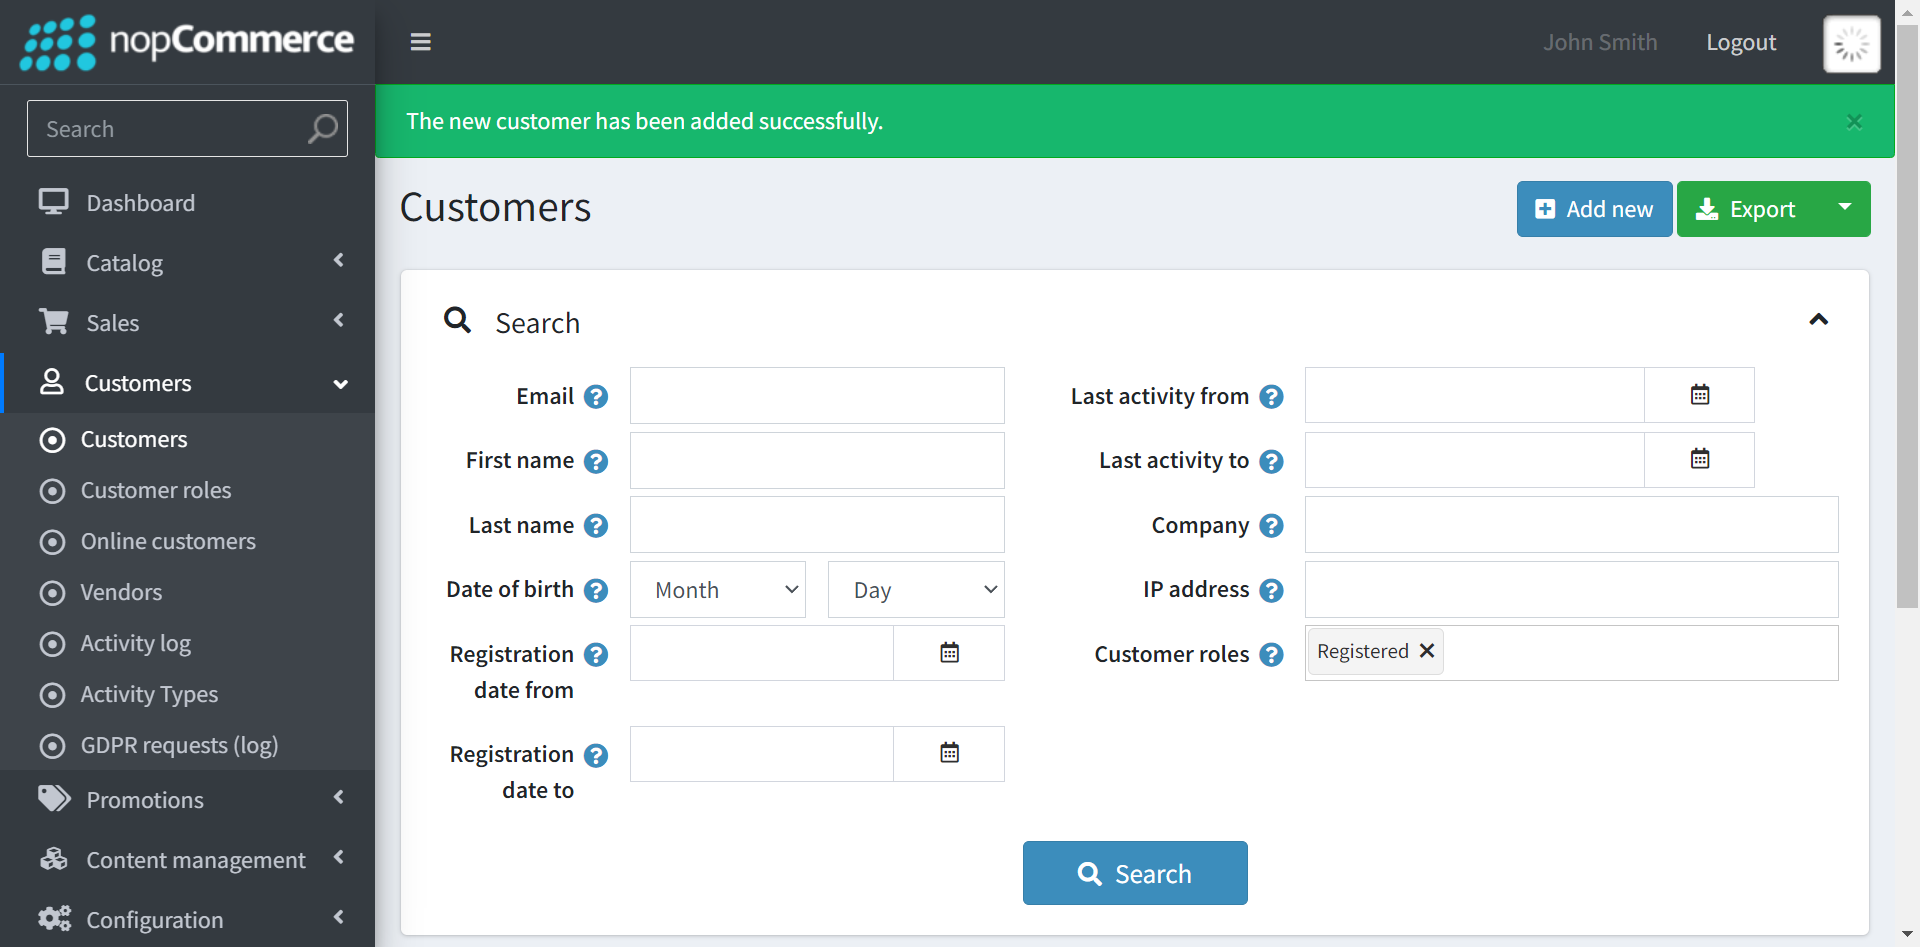 nopCommerce
John Smith
Logout
Search
The new customer has been added successfully.
Dashboard
Catalog
Sales
Customers
Customers
Customer roles
Online customers
Vendors
Activity log
Activity Types
GDPR requests (log)
Promotions
Content management
Configuration
Customers
Add new
Export
Search
Email
First name
Last name
Date of birth
Month
Day
Registration
date from
Registration
date to
Last activity from
Last activity to
Company
IP address
Customer roles
Registered
Search